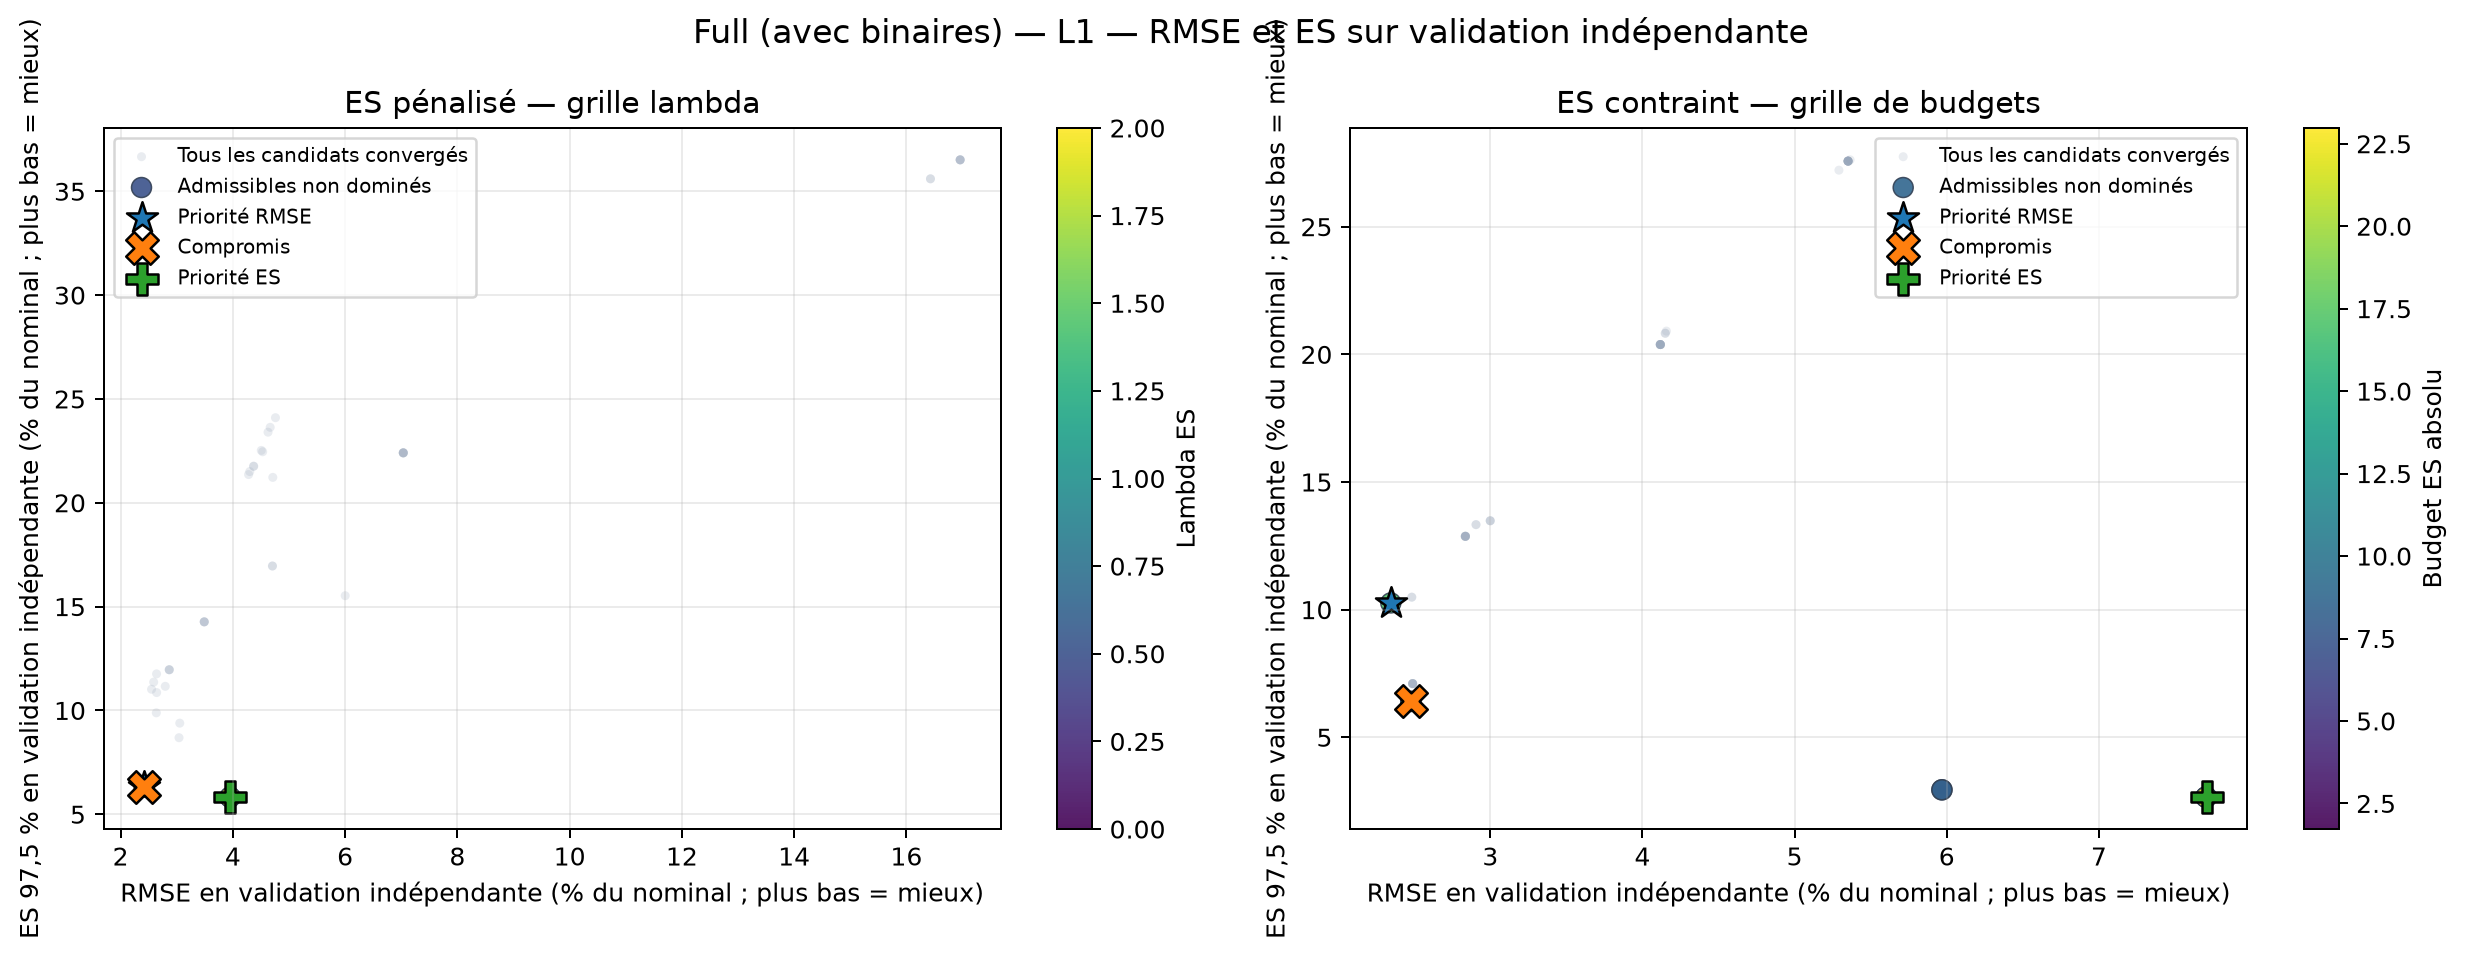 Full (avec binaires) — L1 — RMSE et ES sur validation indépendante
ES pénalisé — grille lambda
ES 97,5 % en validation indépendante (% du nominal ; plus bas = mieux)
35
30
25
20
15
10
5
Tous les candidats convergés
Admissibles non dominés
Priorité RMSE
Compromis
Priorité ES
2 4 6 8 10 12 14 16
RMSE en validation indépendante (% du nominal ; plus bas = mieux)
2.00
1.75
1.50
1.25
1.00
0.75
0.50
0.25
0.00
Lambda ES
ES contraint — grille de budgets
ES 97,5 % en validation indépendante (% du nominal ; plus bas = mieux)
25
20
15
10
5
Tous les candidats convergés
Admissibles non dominés
Priorité RMSE
Compromis
Priorité ES
3 4 5 6 7
RMSE en validation indépendante (% du nominal ; plus bas = mieux)
22.5
20.0
17.5
15.0
12.5
10.0
7.5
5.0
2.5
Budget ES absolu